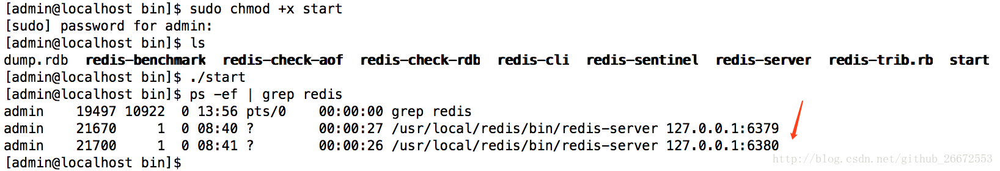 [admin@localhost bin]$ sudo chmod +x start
[sudo] password for admin:
[admin@localhost bin]$ ls
dump.rdb  redis-benchmark  redis-check-aof  redis-check-rdb  redis-cli  redis-sentinel  redis-server  redis-trib.rb  start
[admin@localhost bin]$ ./start
[admin@localhost bin]$ ps -ef | grep redis
admin    19497 10922  0 13:56 pts/0    00:00:00 grep redis
admin    21670     1  0 08:40 ?        00:00:27 /usr/local/redis/bin/redis-server 127.0.0.1:6379
admin    21700     1  0 08:41 ?        00:00:26 /usr/local/redis/bin/redis-server 127.0.0.1:6380
[admin@localhost bin]$
http://blog.csdn.net/github_26672553